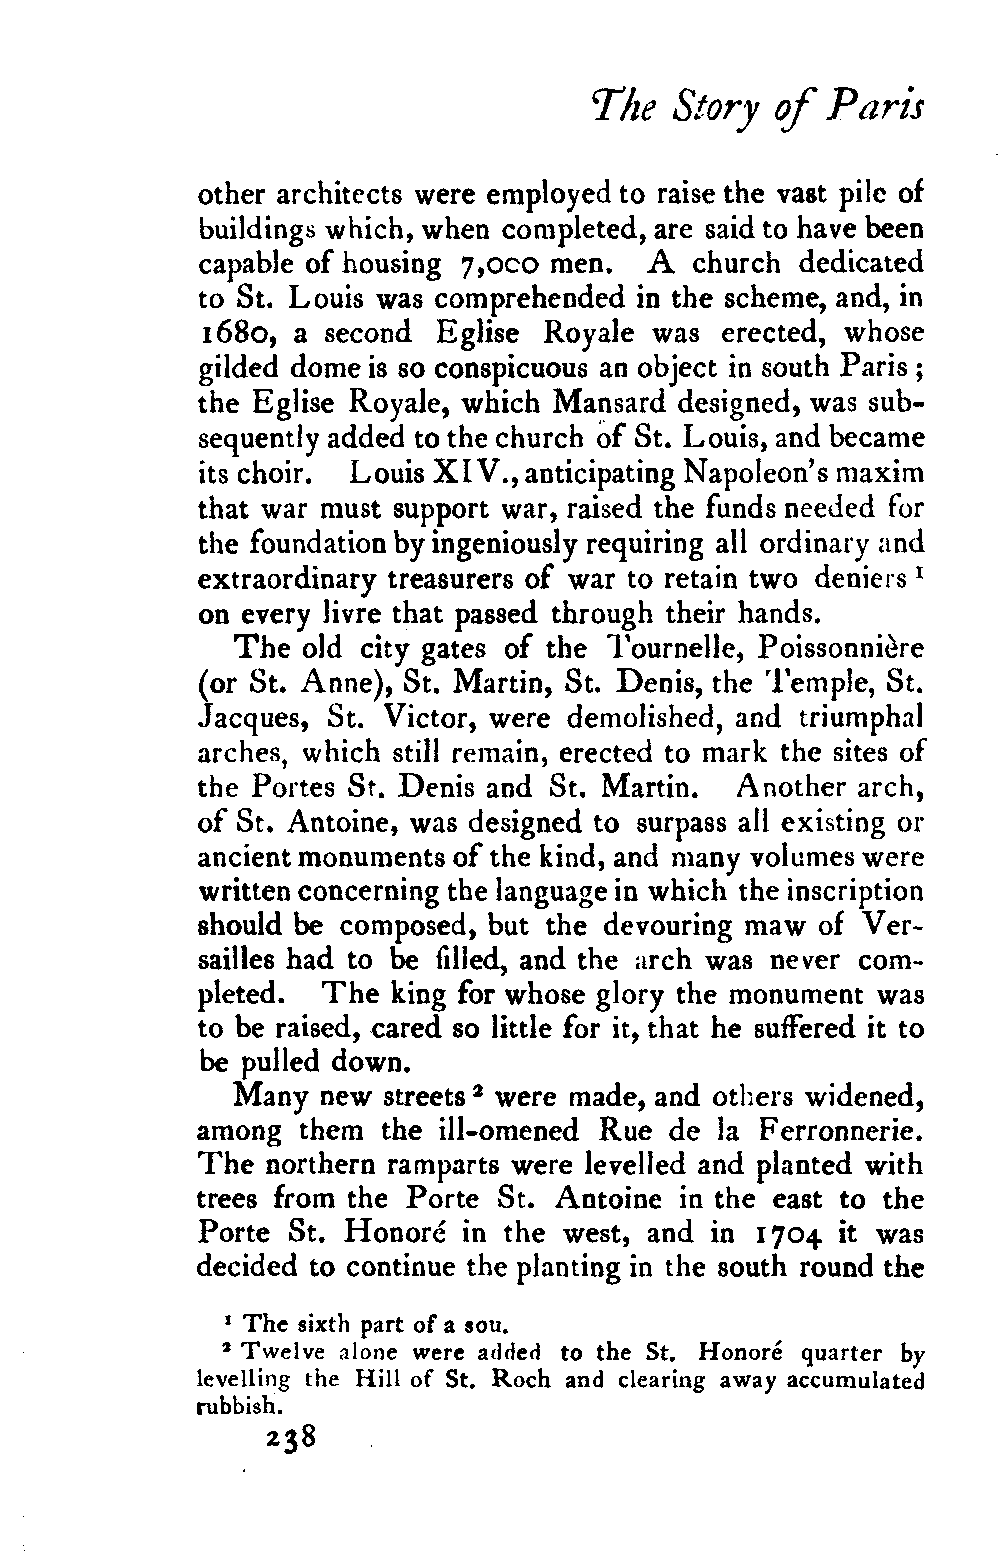 The Story of Paris
other architects were employed to raise the vast pile of
buildings which, when completed, are said to have been
capable of housing 7,000 men. A church dedicated
to St. Louis was comprehended in the scheme, and, in
1680, a second Eglise Royale was erected, whose
gilded dome is so conspicuous an object in south Paris ;
the Eglise Royale, which Mansard designed, was sub-
sequently added to the church of St. Louis, and became
its choir. Louis XIV., anticipating Napoleon's maxim
that war must support war, raised the funds needed for
the foundation by ingeniously requiring all ordinary and
extraordinary treasurers of war to retain two deniers ¹
on every livre that passed through their hands.
The old city gates of the Tournelle, Poissonnière
(or St. Anne), St. Martin, St. Denis, the Temple, St.
Jacques, St. Victor, were demolished, and triumphal
arches, which still remain, erected to mark the sites of
the Portes St. Denis and St. Martin. Another arch,
of St. Antoine, was designed to surpass all existing or
ancient monuments of the kind, and many volumes were
written concerning the language in which the inscription
should be composed, but the devouring maw of Ver-
sailles had to be filled, and the arch was never com-
pleted. The king for whose glory the monument was
to be raised, cared so little for it, that he suffered it to
be pulled down.
Many new streets ² were made, and others widened,
among them the ill-omened Rue de la Ferronnerie.
The northern ramparts were levelled and planted with
trees from the Porte St. Antoine in the east to the
Porte St. Honoré in the west, and in 1704 it was
decided to continue the planting in the south round the
¹ The sixth part of a sou.
² Twelve alone were added to the St. Honoré quarter by
levelling the Hill of St. Roch and clearing away accumulated
rubbish.
238